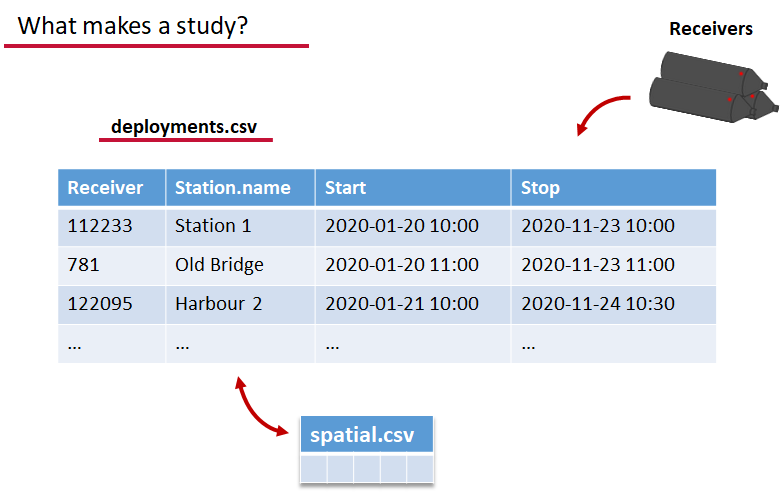 What makes a study?
Receivers
deployments.csv
Receiver Station.name Start Stop
112233 Station 1 2020-01-20 10:00 2020-11-23 10:00
781 Old Bridge 2020-01-20 11:00 2020-11-23 11:00
122095 Harbour 2 2020-01-21 10:00 2020-11-24 10:30
... ... ... ...
spatial.csv